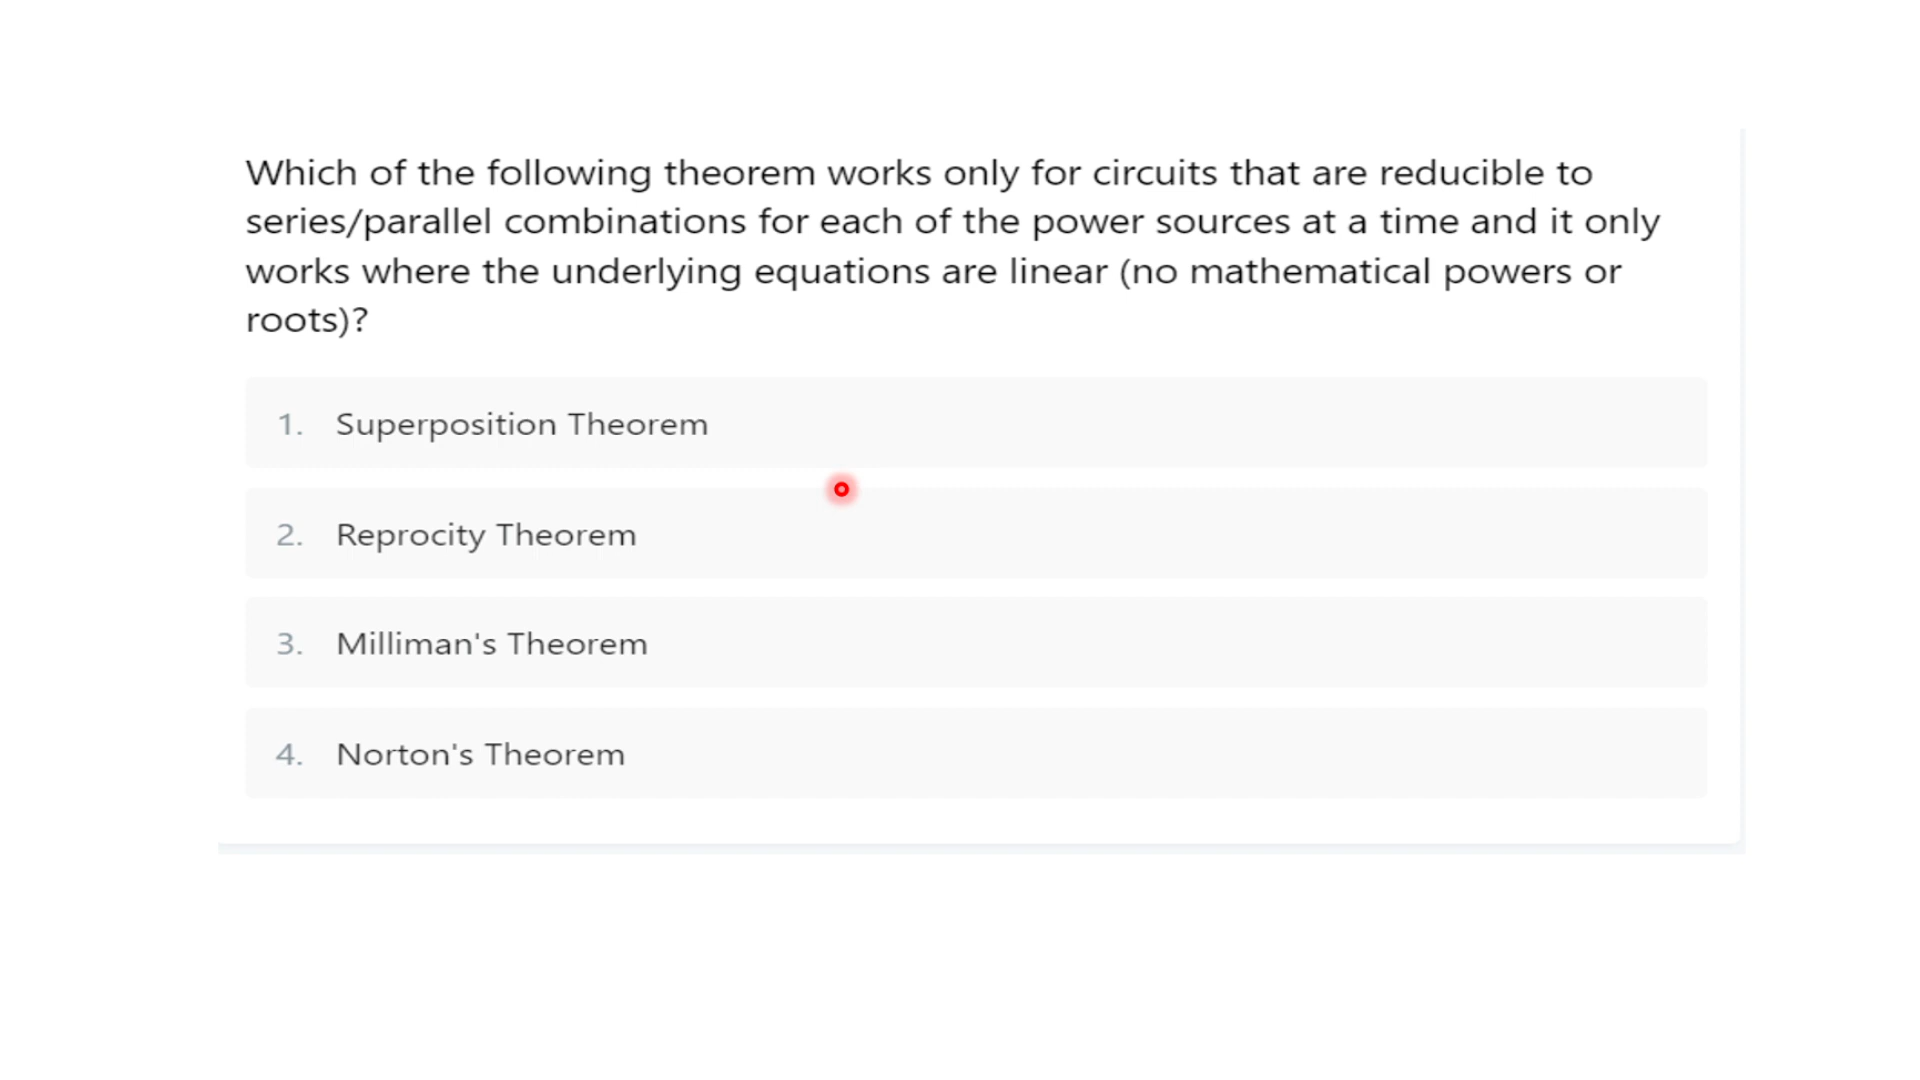 Which of the following theorem works only for circuits that are reducible to
series/parallel combinations for each of the power sources at a time and it only
works where the underlying equations are linear (no mathematical powers or
roots)?
1. Superposition Theorem
2. Reprocity Theorem
3. Milliman's Theorem
4. Norton's Theorem